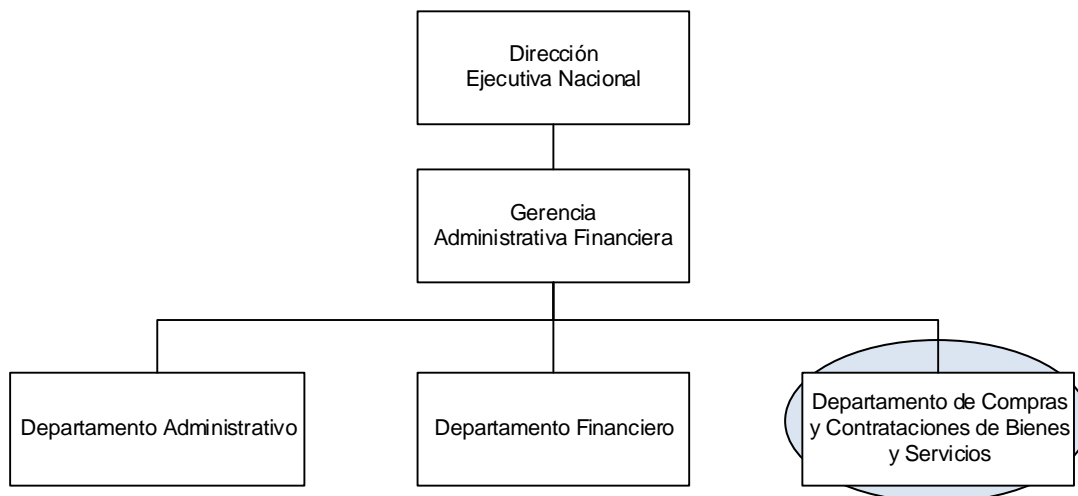 Dirección
Ejecutiva Nacional
Gerencia
Administrativa Financiera
Departamento Administrativo
Departamento Financiero
Departamento de Compras
y Contrataciones de Bienes
y Servicios